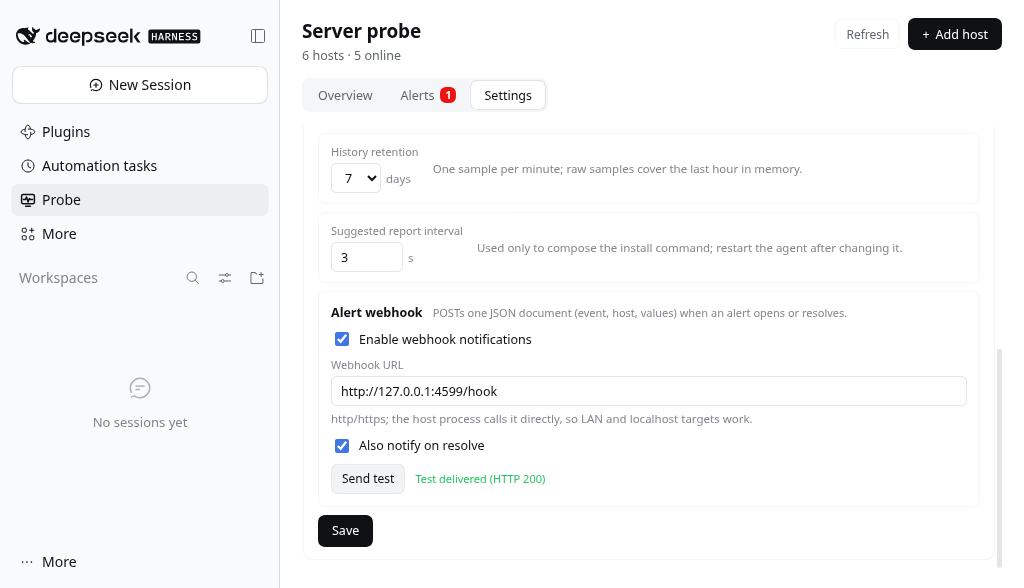 deepseek HARNESS
New Session
Plugins
Automation tasks
Probe
More
Workspaces
No sessions yet
More
Server probe
6 hosts · 5 online
Refresh
+ Add host
Overview
Alerts 1
Settings
History retention
7 days
One sample per minute; raw samples cover the last hour in memory.
Suggested report interval
3 s
Used only to compose the install command; restart the agent after changing it.
Alert webhook POSTs one JSON document (event, host, values) when an alert opens or resolves.
Enable webhook notifications
Webhook URL
http://127.0.0.1:4599/hook
http/https; the host process calls it directly, so LAN and localhost targets work.
Also notify on resolve
Send test Test delivered (HTTP 200)
Save